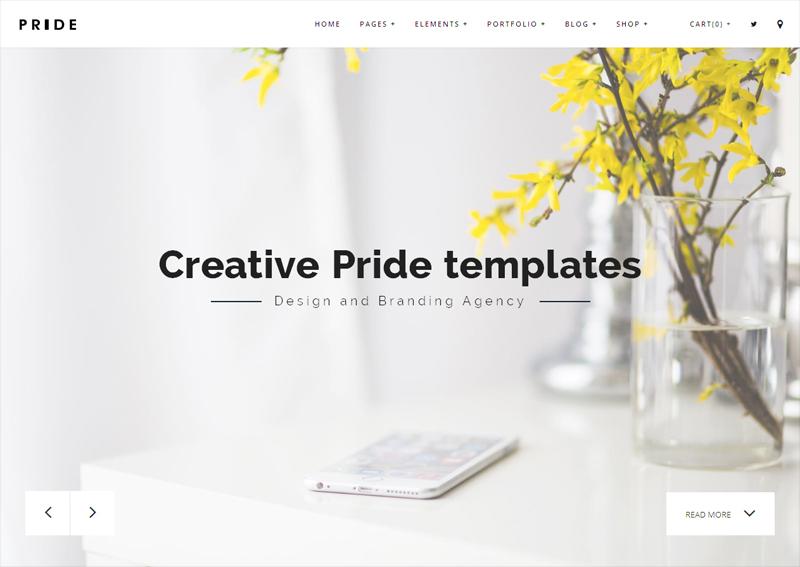 PRIDE
HOME PAGES + ELEMENTS + PORTFOLIO + BLOG + SHOP + CART(0) +
Creative Pride templates
Design and Branding Agency
READ MORE